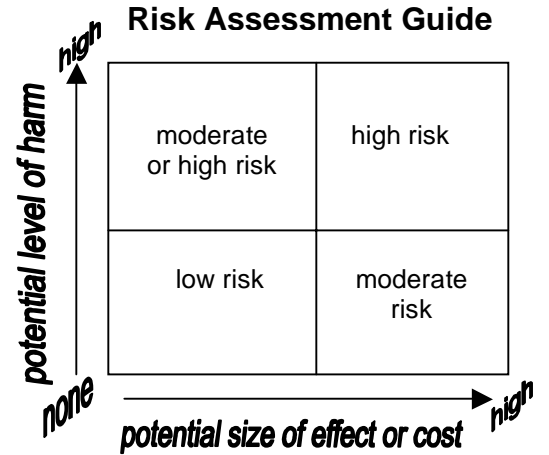 Risk Assessment Guide
high
potential level of harm
moderate
or high risk
high risk
low risk
moderate
risk
none
high
potential size of effect or cost